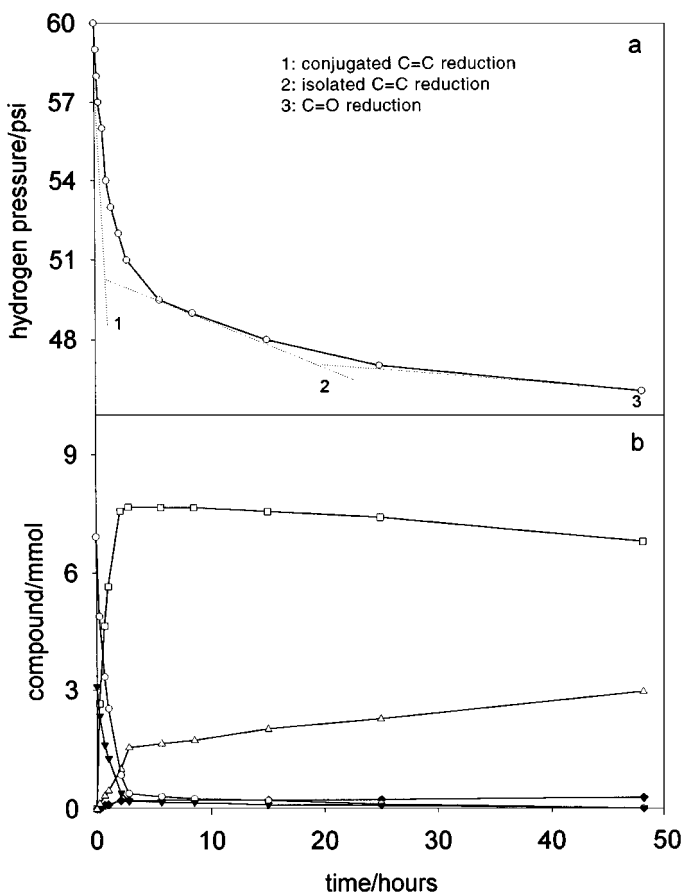 60
57
54
51
48
hydrogen pressure/psi
a
1: conjugated C=C reduction
2: isolated C=C reduction
3: C=O reduction
1
2
3
b
9
6
3
0
compound/mmol
0
10
20
30
40
50
time/hours